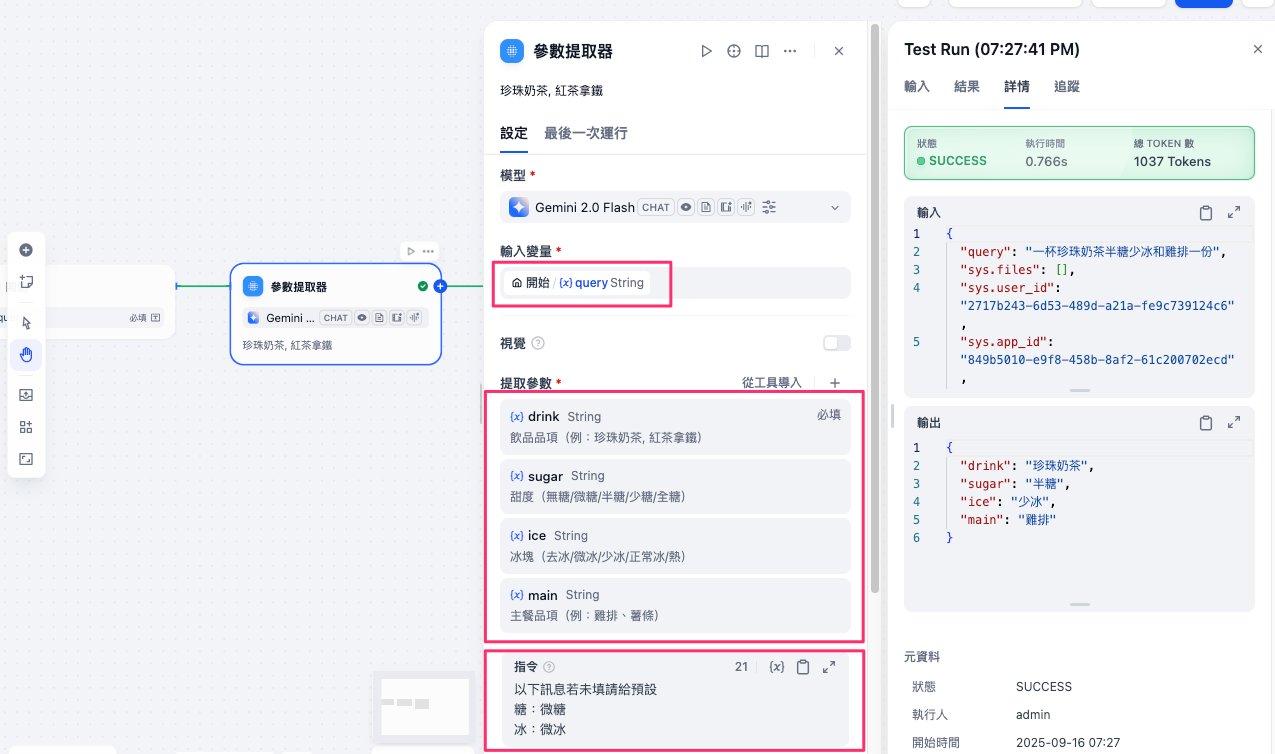 必填
參數提取器
Gemini ... CHAT
珍珠奶茶, 紅茶拿鐵
參數提取器
珍珠奶茶, 紅茶拿鐵
設定 最後一次運行
模型 *
Gemini 2.0 Flash CHAT
輸入變量 *
開始 / {x} query String
視覺
提取參數 * 從工具導入 +
{x} drink String 必填
飲品品項（例：珍珠奶茶, 紅茶拿鐵）
{x} sugar String
甜度（無糖/微糖/半糖/少糖/全糖）
{x} ice String
冰塊（去冰/微冰/少冰/正常冰/熱）
{x} main String
主餐品項（例：雞排、薯條）
指令 21 {x}
以下訊息若未填請給預設
糖：微糖
冰：微冰
Test Run (07:27:41 PM)
輸入 結果 詳情 追蹤
狀態 執行時間 總 TOKEN 數
SUCCESS 0.766s 1037 Tokens
輸入
1 {
2 "query": "一杯珍珠奶茶半糖少冰和雞排一份",
3 "sys.files": [],
4 "sys.user_id":
"2717b243-6d53-489d-a21a-fe9c739124c6"
,
5 "sys.app_id":
"849b5010-e9f8-458b-8af2-61c200702ecd"
,
輸出
1 {
2 "drink": "珍珠奶茶",
3 "sugar": "半糖",
4 "ice": "少冰",
5 "main": "雞排"
6 }
元資料
狀態 SUCCESS
執行人 admin
開始時間 2025-09-16 07:27